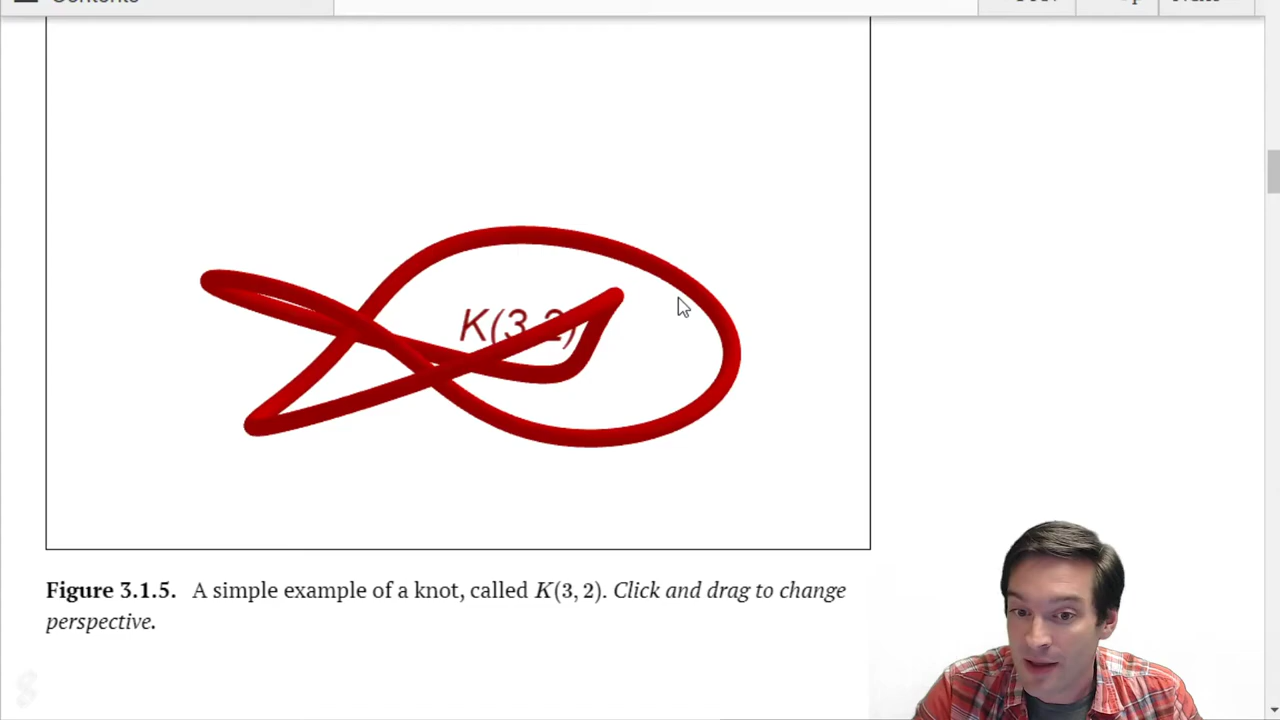 K(3,2)
Figure 3.1.5. A simple example of a knot, called K(3, 2). Click and drag to change
perspective.